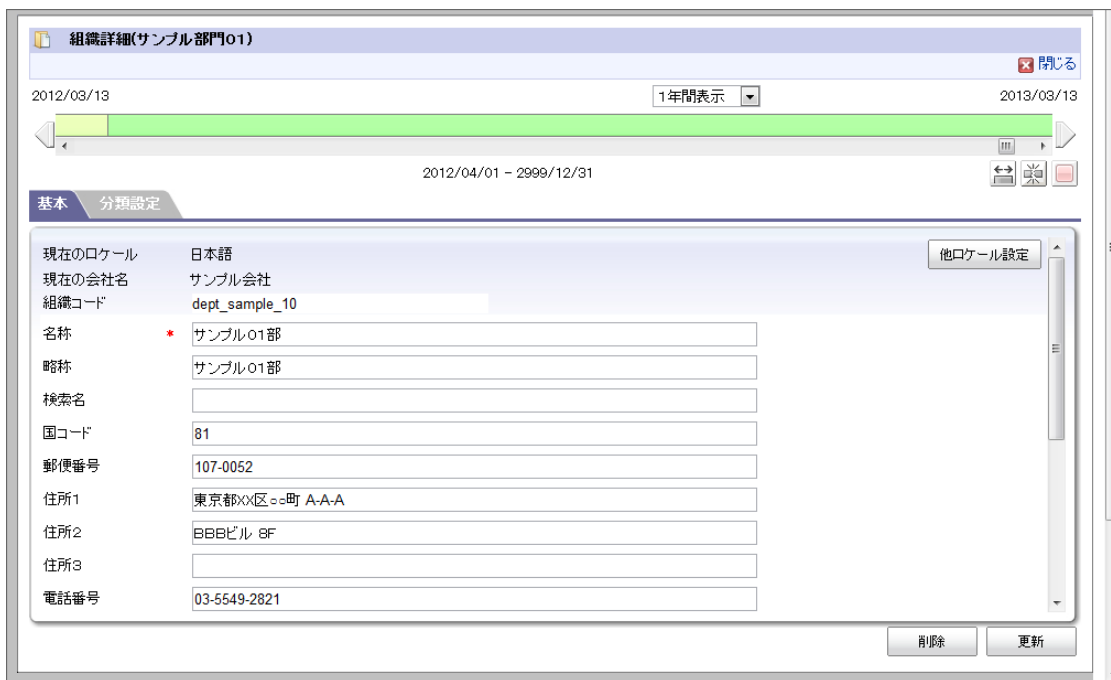 組織詳細(サンプル部門01)
閉じる
2012/03/13 1年間表示 2013/03/13
2012/04/01 - 2999/12/31
基本 分類設定
現在のロケール 日本語 他ロケール設定
現在の会社名 サンプル会社
組織コード dept_sample_10
名称 * サンプル01部
略称 サンプル01部
検索名
国コード 81
郵便番号 107-0052
住所1 東京都XX区○○町 A-A-A
住所2 BBBビル 8F
住所3
電話番号 03-5549-2821
削除 更新